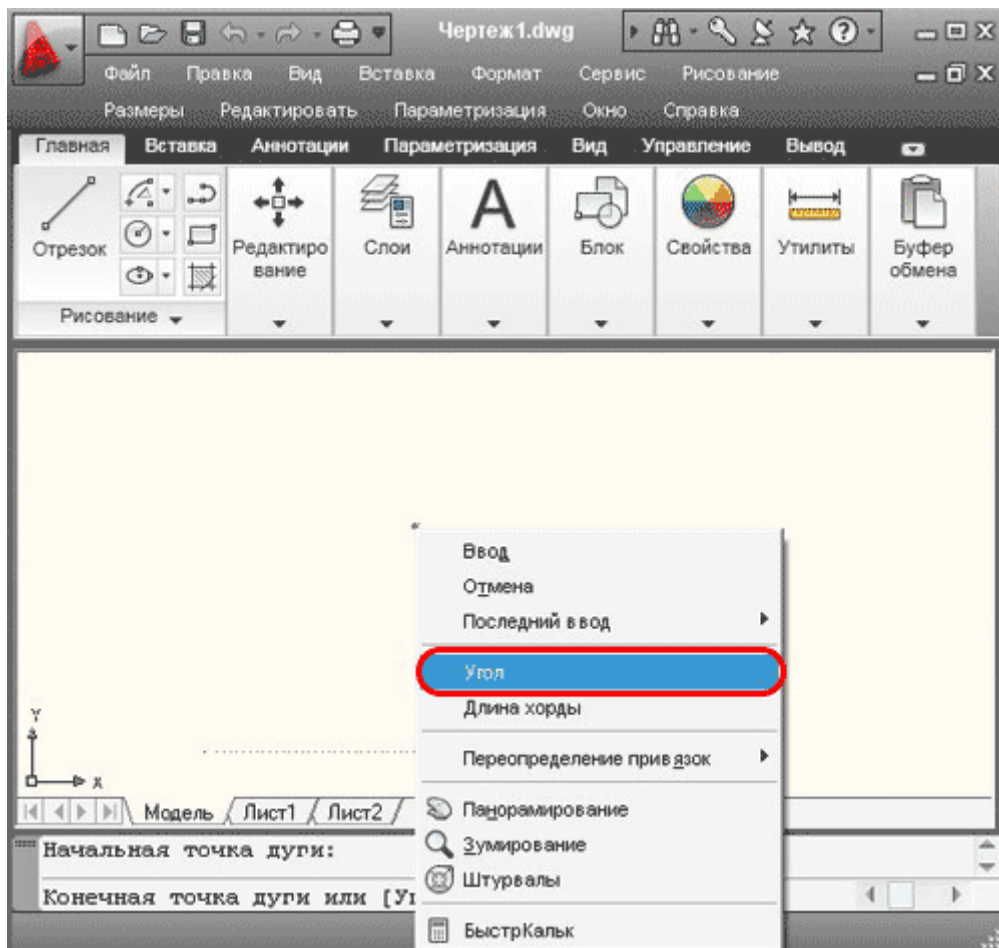 Чертеж1.dwg
Файл Правка Вид Вставка Формат Сервис Рисование
Размеры Редактировать Параметризация Окно Справка
Главная Вставка Аннотации Параметризация Вид Управление Вывод
Отрезок
Редактиро
вание
Слои
Аннотации
Блок
Свойства
Утилиты
Буфер
обмена
Рисование
Ввод
Отмена
Последний ввод
Угол
Длина хорды
Переопределение привязок
Панорамирование
Зумирование
Штурвалы
БыстрКальк
Y
X
Модель Лист1 Лист2
Начальная точка дуги:
Конечная точка дуги или [Уг